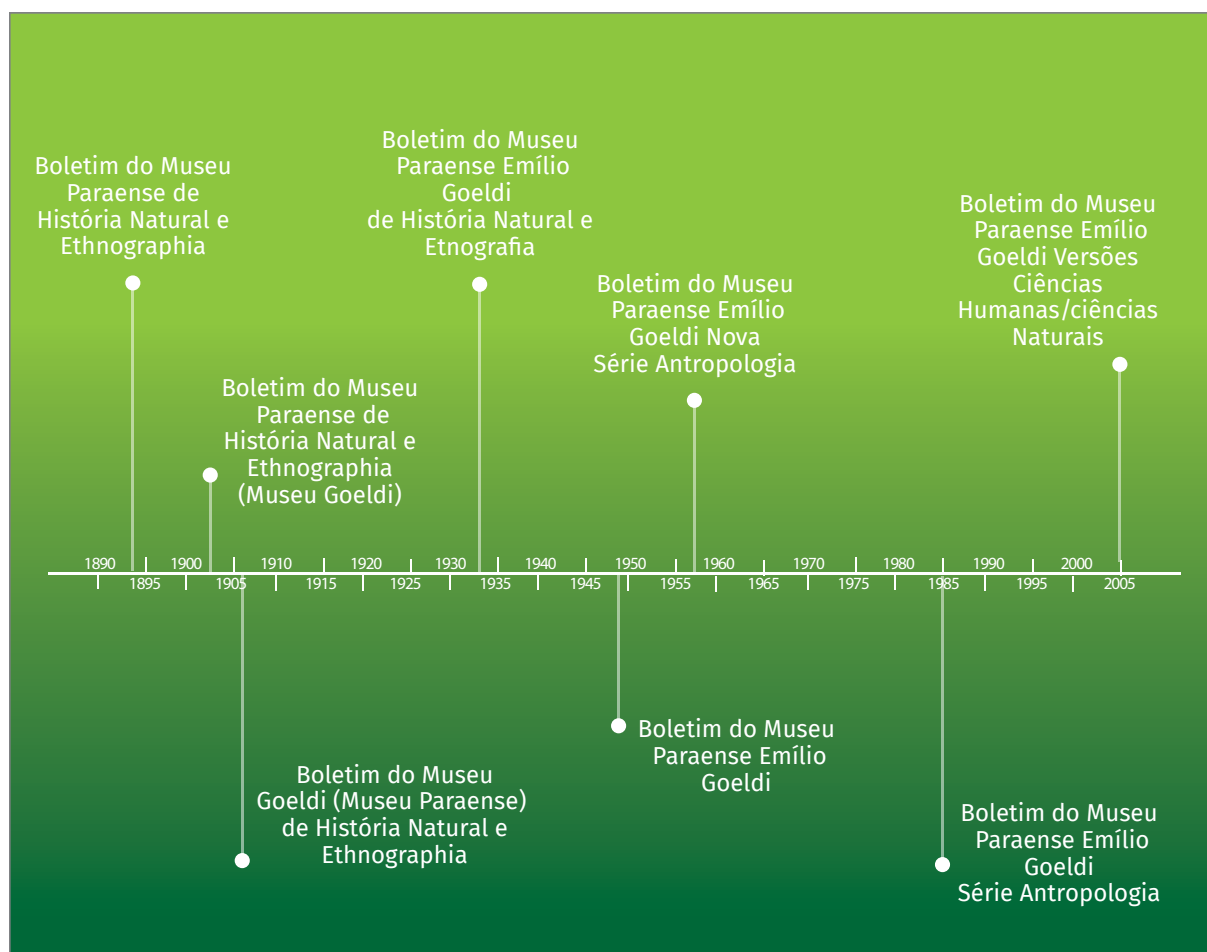 Boletim do Museu
Paraense de
História Natural e
Ethnographia
Boletim do Museu
Paraense de
História Natural e
Ethnographia
(Museu Goeldi)
Boletim do Museu
Paraense Emílio
Goeldi
de História Natural e
Etnografia
Boletim do Museu
Paraense Emílio
Goeldi Nova
Série Antropologia
Boletim do Museu
Paraense Emílio
Goeldi Versões
Ciências
Humanas/ciências
Naturais
1890 1900 1910 1920 1930 1940 1950 1960 1970 1980 1990 2000
1895 1905 1915 1925 1935 1945 1955 1965 1975 1985 1995 2005
Boletim do Museu
Goeldi (Museu Paraense)
de História Natural e
Ethnographia
Boletim do Museu
Paraense Emílio
Goeldi
Boletim do Museu
Paraense Emílio
Goeldi
Série Antropologia